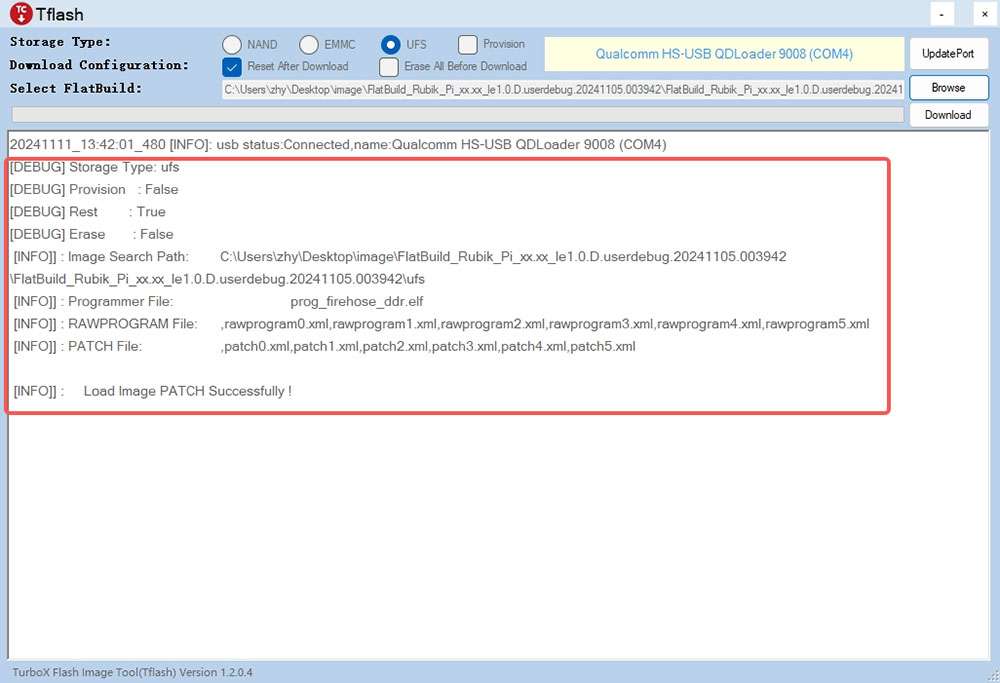 TC Tflash - ×
Storage Type: NAND EMMC UFS Provision Qualcomm HS-USB QDLoader 9008 (COM4) UpdatePort
Download Configuration: Reset After Download Erase All Before Download
Select FlatBuild: C:\Users\zhy\Desktop\image\FlatBuild_Rubik_Pi_xx.xx_le1.0.D.userdebug.20241105.003942\FlatBuild_Rubik_Pi_xx.xx_le1.0.D.userdebug.20241 Browse
Download
20241111_13:42:01_480 [INFO]: usb status:Connected,name:Qualcomm HS-USB QDLoader 9008 (COM4)
[DEBUG] Storage Type: ufs
[DEBUG] Provision : False
[DEBUG] Rest : True
[DEBUG] Erase : False
[INFO]] : Image Search Path: C:\Users\zhy\Desktop\image\FlatBuild_Rubik_Pi_xx.xx_le1.0.D.userdebug.20241105.003942
\FlatBuild_Rubik_Pi_xx.xx_le1.0.D.userdebug.20241105.003942\ufs
[INFO]] : Programmer File: prog_firehose_ddr.elf
[INFO]] : RAWPROGRAM File: ,rawprogram0.xml,rawprogram1.xml,rawprogram2.xml,rawprogram3.xml,rawprogram4.xml,rawprogram5.xml
[INFO]] : PATCH File: ,patch0.xml,patch1.xml,patch2.xml,patch3.xml,patch4.xml,patch5.xml
[INFO]] : Load Image PATCH Successfully !
TurboX Flash Image Tool(Tflash) Version 1.2.0.4